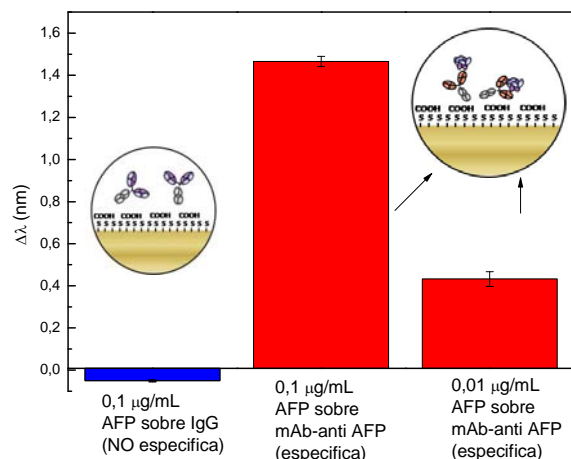 1,6
1,4
1,2
1,0
0,8
0,6
0,4
0,2
0,0
Δλ (nm)
COOH COOH COOH COOH
S S S S S S S S S S S S S S S
COOH COOH COOH COOH
S S S S S S S S S S S S S S S
0,1 μg/mL
AFP sobre IgG
(NO especifica)
0,1 μg/mL
AFP sobre
mAb-anti AFP
(especifica)
0,01 μg/mL
AFP sobre
mAb-anti AFP
(especifica)